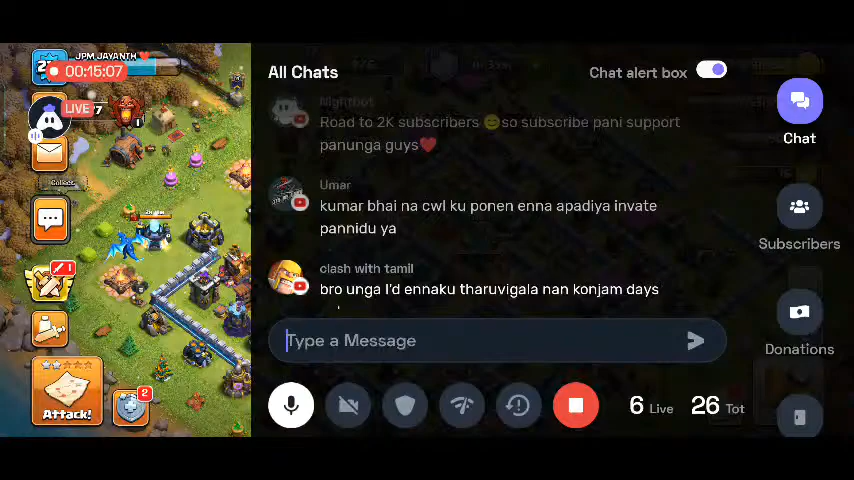 JPM JAYANTH❤️
00:15:07
LIVE
All Chats
Chat alert box
Nightbot
Road to 2K subscribers 😊so subscribe pani support
panunga guys❤️
Umar
kumar bhai na cwl ku ponen enna apadiya invate
pannidu ya
clash with tamil
bro unga I'd ennaku tharuvigala nan konjam days
Type a Message
Chat
Subscribers
Donations
Collect
Attack!
2
6 Live
26 Tot